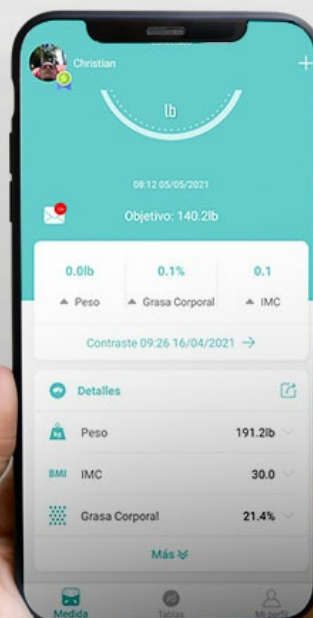 Christian
lb
08:12 05/05/2021
Objetivo: 140.2lb
0.0lb 0.1% 0.1
Peso Grasa Corporal IMC
Contraste 09:26 16/04/2021
Detalles
KG
Peso 191.2lb
BMI IMC 30.0
Grasa Corporal 21.4%
Más
Medida Tablas Mi perfil